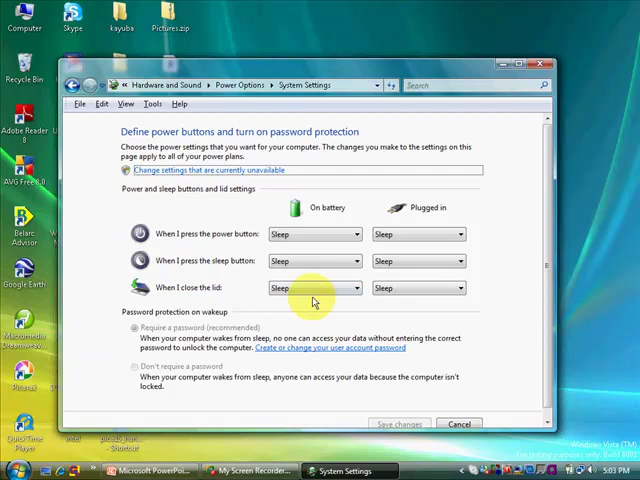 Computer
Skype
kayuba
Pictures.zip
Recycle Bin
Adobe Reader
8
AVG Free 8.0
Belarc
Advisor
Google Earth
Macromedia
Picasa2
QuickTime
Player
Shortcut
« Hardware and Sound ▸ Power Options ▸ System Settings
Search
File Edit View Tools Help
Define power buttons and turn on password protection
Choose the power settings that you want for your computer. The changes you make to the settings on this
page apply to all of your power plans.
Change settings that are currently unavailable
Power and sleep buttons and lid settings
On battery Plugged in
When I press the power button: Sleep Sleep
When I press the sleep button: Sleep Sleep
When I close the lid: Sleep Sleep
Password protection on wakeup
Require a password (recommended)
When your computer wakes from sleep, no one can access your data without entering the correct
password to unlock the computer. Create or change your user account password
Don't require a password
When your computer wakes from sleep, anyone can access your data because the computer isn't
locked.
Save changes Cancel
Windows Vista (TM)
For testing purposes only. Build 6001
Microsoft PowerPoi... My Screen Recorder... System Settings 5:03 PM